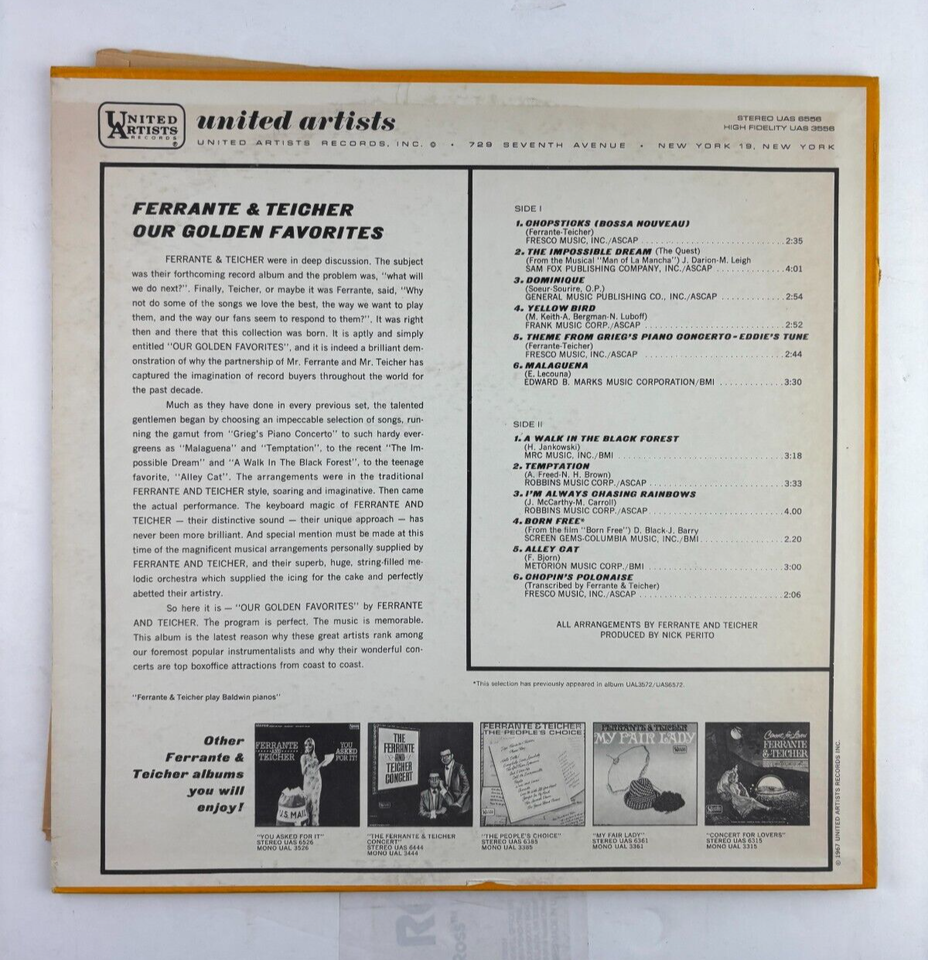 UNITED
ARTISTS
RECORDS
united artists
UNITED ARTISTS RECORDS, INC. © • 729 SEVENTH AVENUE • NEW YORK 19, NEW YORK
STEREO UAS 6556
HIGH FIDELITY UAS 3556
FERRANTE & TEICHER
OUR GOLDEN FAVORITES
FERRANTE & TEICHER were in deep discussion. The subject
was their forthcoming record album and the problem was, "what will
we do next?". Finally, Teicher, or maybe it was Ferrante, said, "Why
not do some of the songs we love the best, the way we want to play
them, and the way our fans seem to respond to them?". It was right
then and there that this collection was born. It is aptly and simply
entitled "OUR GOLDEN FAVORITES", and it is indeed a brilliant dem-
onstration of why the partnership of Mr. Ferrante and Mr. Teicher has
captured the imagination of record buyers throughout the world for
the past decade.
Much as they have done in every previous set, the talented
gentlemen began by choosing an impeccable selection of songs, run-
ning the gamut from "Grieg's Piano Concerto" to such hardy ever-
greens as "Malaguena" and "Temptation", to the recent "The Im-
possible Dream" and "A Walk In The Black Forest", to the teenage
favorite, "Alley Cat". The arrangements were in the traditional
FERRANTE AND TEICHER style, soaring and imaginative. Then came
the actual performance. The keyboard magic of FERRANTE AND
TEICHER — their distinctive sound — their unique approach — has
never been more brilliant. And special mention must be made at this
time of the magnificent musical arrangements personally supplied by
FERRANTE AND TEICHER, and their superb, huge, string-filled me-
lodic orchestra which supplied the icing for the cake and perfectly
abetted their artistry.
So here it is — "OUR GOLDEN FAVORITES" by FERRANTE
AND TEICHER. The program is perfect. The music is memorable.
This album is the latest reason why these great artists rank among
our foremost popular instrumentalists and why their wonderful con-
certs are top boxoffice attractions from coast to coast.
"Ferrante & Teicher play Baldwin pianos"
SIDE I
1. CHOPSTICKS (BOSSA NOUVEAU)
(Ferrante-Teicher)
FRESCO MUSIC, INC./ASCAP 2:35
2. THE IMPOSSIBLE DREAM (The Quest)
(From the Musical "Man of La Mancha") J. Darion-M. Leigh
SAM FOX PUBLISHING COMPANY, INC./ASCAP 4:01
3. DOMINIQUE
(Soeur-Sourire, O.P.)
GENERAL MUSIC PUBLISHING CO., INC./ASCAP 2:54
4. YELLOW BIRD
(M. Keith-A. Bergman-N. Luboff)
FRANK MUSIC CORP./ASCAP 2:52
5. THEME FROM GRIEG'S PIANO CONCERTO-EDDIE'S TUNE
(Ferrante-Teicher)
FRESCO MUSIC, INC./ASCAP 2:44
6. MALAGUENA
(E. Lecouna)
EDWARD B. MARKS MUSIC CORPORATION/BMI 3:30
SIDE II
1. A WALK IN THE BLACK FOREST
(H. Jankowski)
MRC MUSIC, INC./BMI 3:18
2. TEMPTATION
(A. Freed-N. H. Brown)
ROBBINS MUSIC CORP./ASCAP 3:33
3. I'M ALWAYS CHASING RAINBOWS
(J. McCarthy-M. Carroll)
ROBBINS MUSIC CORP./ASCAP 4.00
4. BORN FREE*
(From the film "Born Free") D. Black-J. Barry
SCREEN GEMS-COLUMBIA MUSIC, INC./BMI 2.20
5. ALLEY CAT
(F. Bjorn)
METORION MUSIC CORP./BMI 3:00
6. CHOPIN'S POLONAISE
(Transcribed by Ferrante & Teicher)
FRESCO MUSIC, INC./ASCAP 2:06
ALL ARRANGEMENTS BY FERRANTE AND TEICHER
PRODUCED BY NICK PERITO
*This selection has previously appeared in album UAL3572/UAS6572.
Other
Ferrante &
Teicher albums
you will
enjoy!
FERRANTE
AND
TEICHER
YOU
ASKED
FOR IT!
U.S. MAIL
THE
FERRANTE
AND
TEICHER
CONCERT
FERRANTE & TEICHER
THE PEOPLE'S CHOICE
FERRANTE & TEICHER
MY FAIR LADY
Concert for Lovers
FERRANTE
& TEICHER
"YOU ASKED FOR IT"
STEREO UAS 6526
MONO UAL 3526
"THE FERRANTE & TEICHER
CONCERT"
STEREO UAS 6444
MONO UAL 3444
"THE PEOPLE'S CHOICE"
STEREO UAS 6385
MONO UAL 3385
"MY FAIR LADY"
STEREO UAS 6361
MONO UAL 3361
"CONCERT FOR LOVERS"
STEREO UAS 6315
MONO UAL 3315
© 1967 UNITED ARTISTS RECORDS INC.